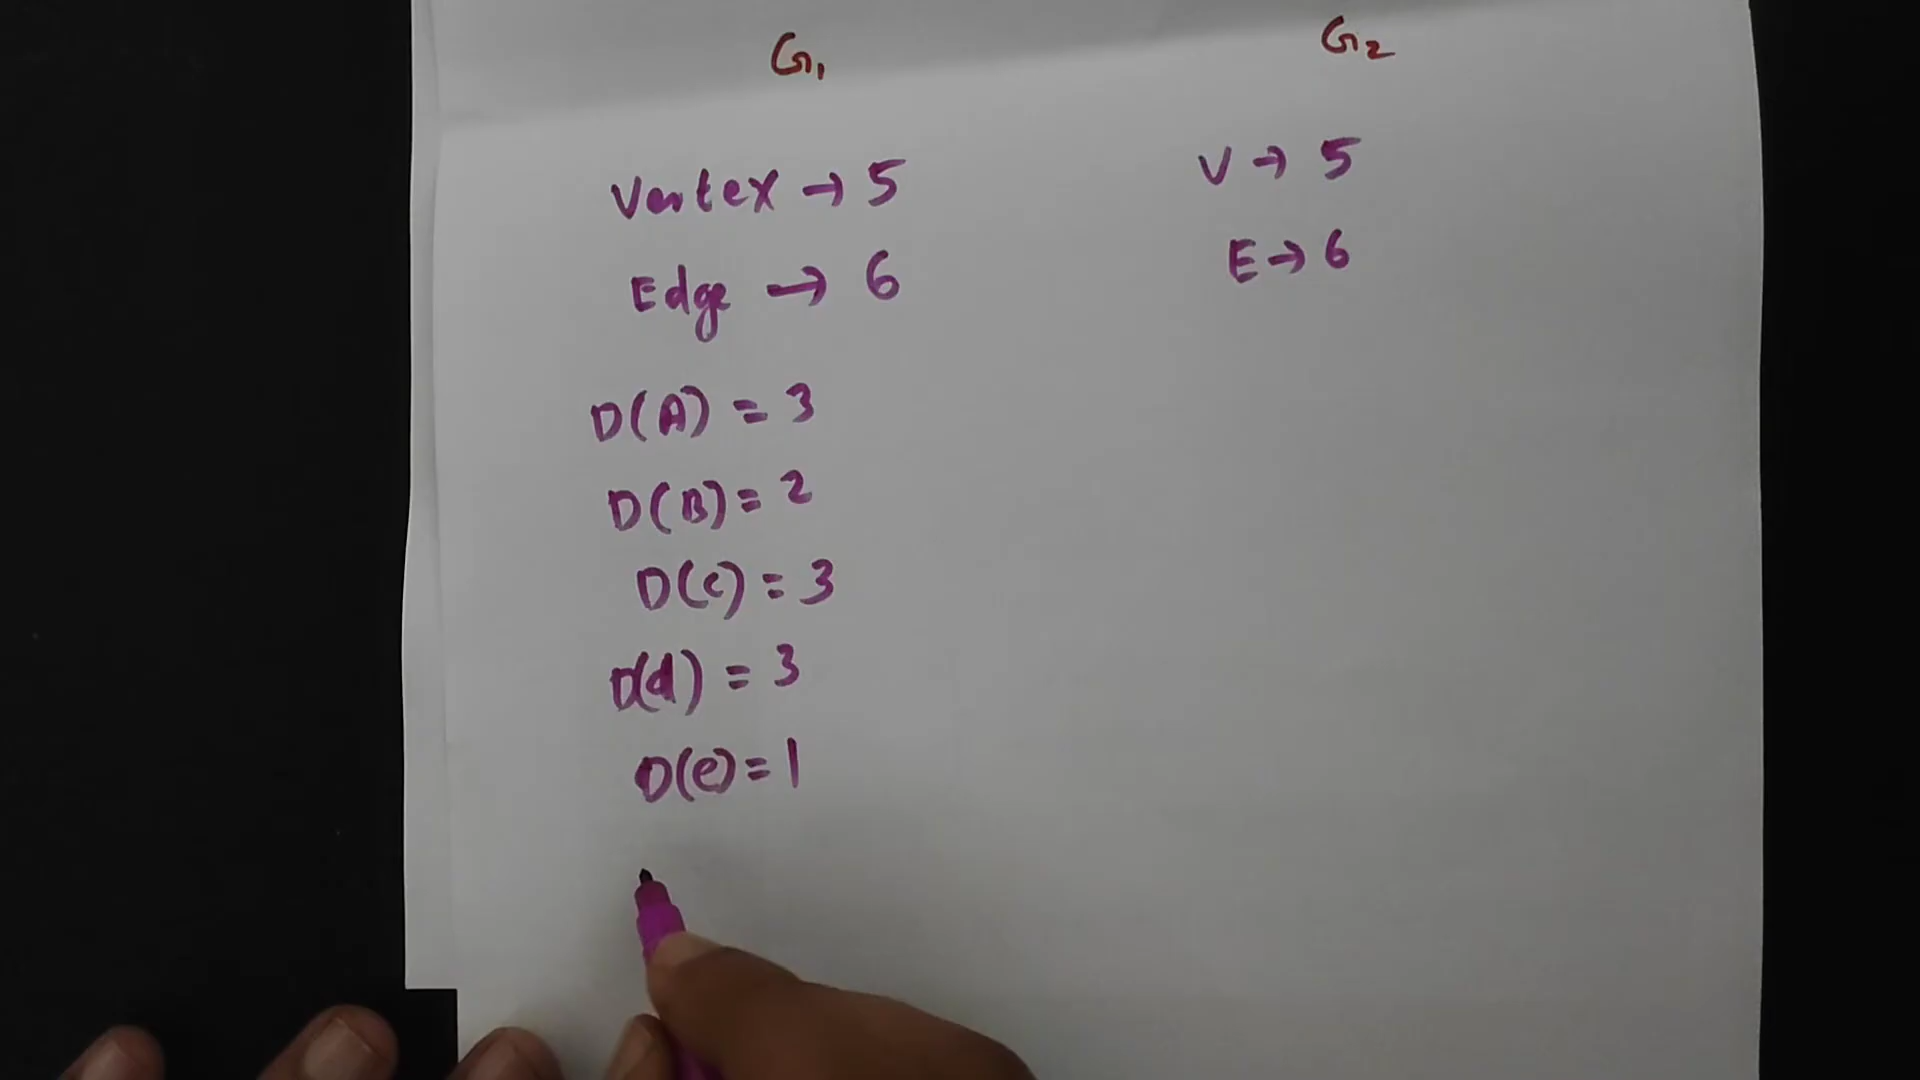 G1 G2
Vertex → 5 V → 5
Edge → 6 E → 6
D(A) = 3
D(B) = 2
D(c) = 3
D(d) = 3
D(e) = 1